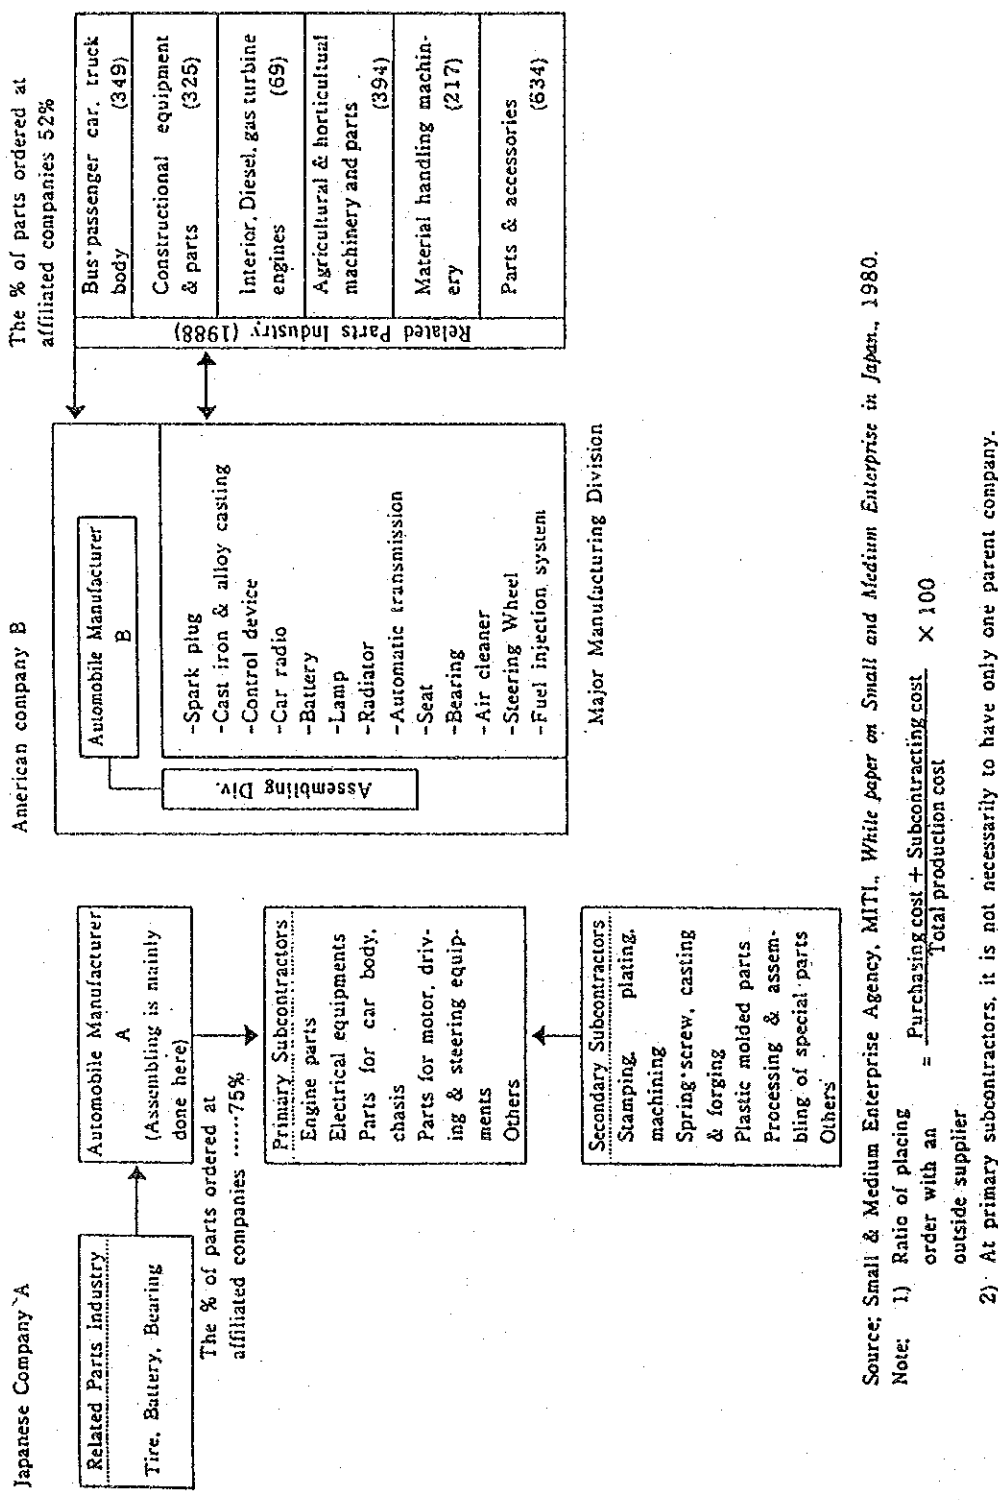 Japanese Company A
Related Parts Industry
Tire, Battery, Bearing
Automobile Manufacturer
A
(Assembling is mainly
done here)
The % of parts ordered at
affiliated companies ······75%
Primary Subcontractors
Engine parts
Electrical equipments
Parts for car body,
chasis
Parts for motor, driv-
ing & steering equip-
ments
Others
Secondary Subcontractors
Stamping, plating,
machining
Spring·screw, casting
& forging
Plastic molded parts
Processing & assem-
bling of special parts
Others
American company B
Automobile Manufacturer
B
Assembling
Div.
-Spark plug
-Cast iron & alloy casting
-Control device
-Car radio
-Battery
-Lamp
-Radiator
-Automatic transmission
-Seat
-Bearing
-Air cleaner
-Steering Wheel
-Fuel Injection system
Major Manufacturing Division
The % of parts ordered at
affiliated companies 52%
Related Parts Industry (1988)
Bus·passenger car, truck
body (349)
Constructional equipment
& parts (325)
Interior, Diesel, gas turbine
engines (69)
Agricultural & horticultual
machinery and parts
(394)
Material handling machin-
ery (217)
Parts & accessories
(634)
Source; Small & Medium Enterprise Agency, MITI., While paper on Small and Medium Enterprise in Japan., 1980.
Note; 1) Ratio of placing
order with an
outside supplier
= Purchasing cost + Subcontracting cost
Total production cost
× 100
2) At primary subcontractors, it is not necessarily to have only one parent company.